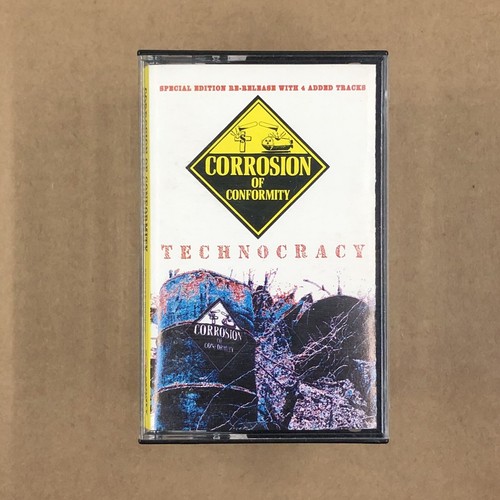 SPECIAL EDITION RE-RELEASE WITH 4 ADDED TRACKS
CORROSION
OF
CONFORMITY
TECHNOCRACY
CORROSION
OF
CONFORMITY